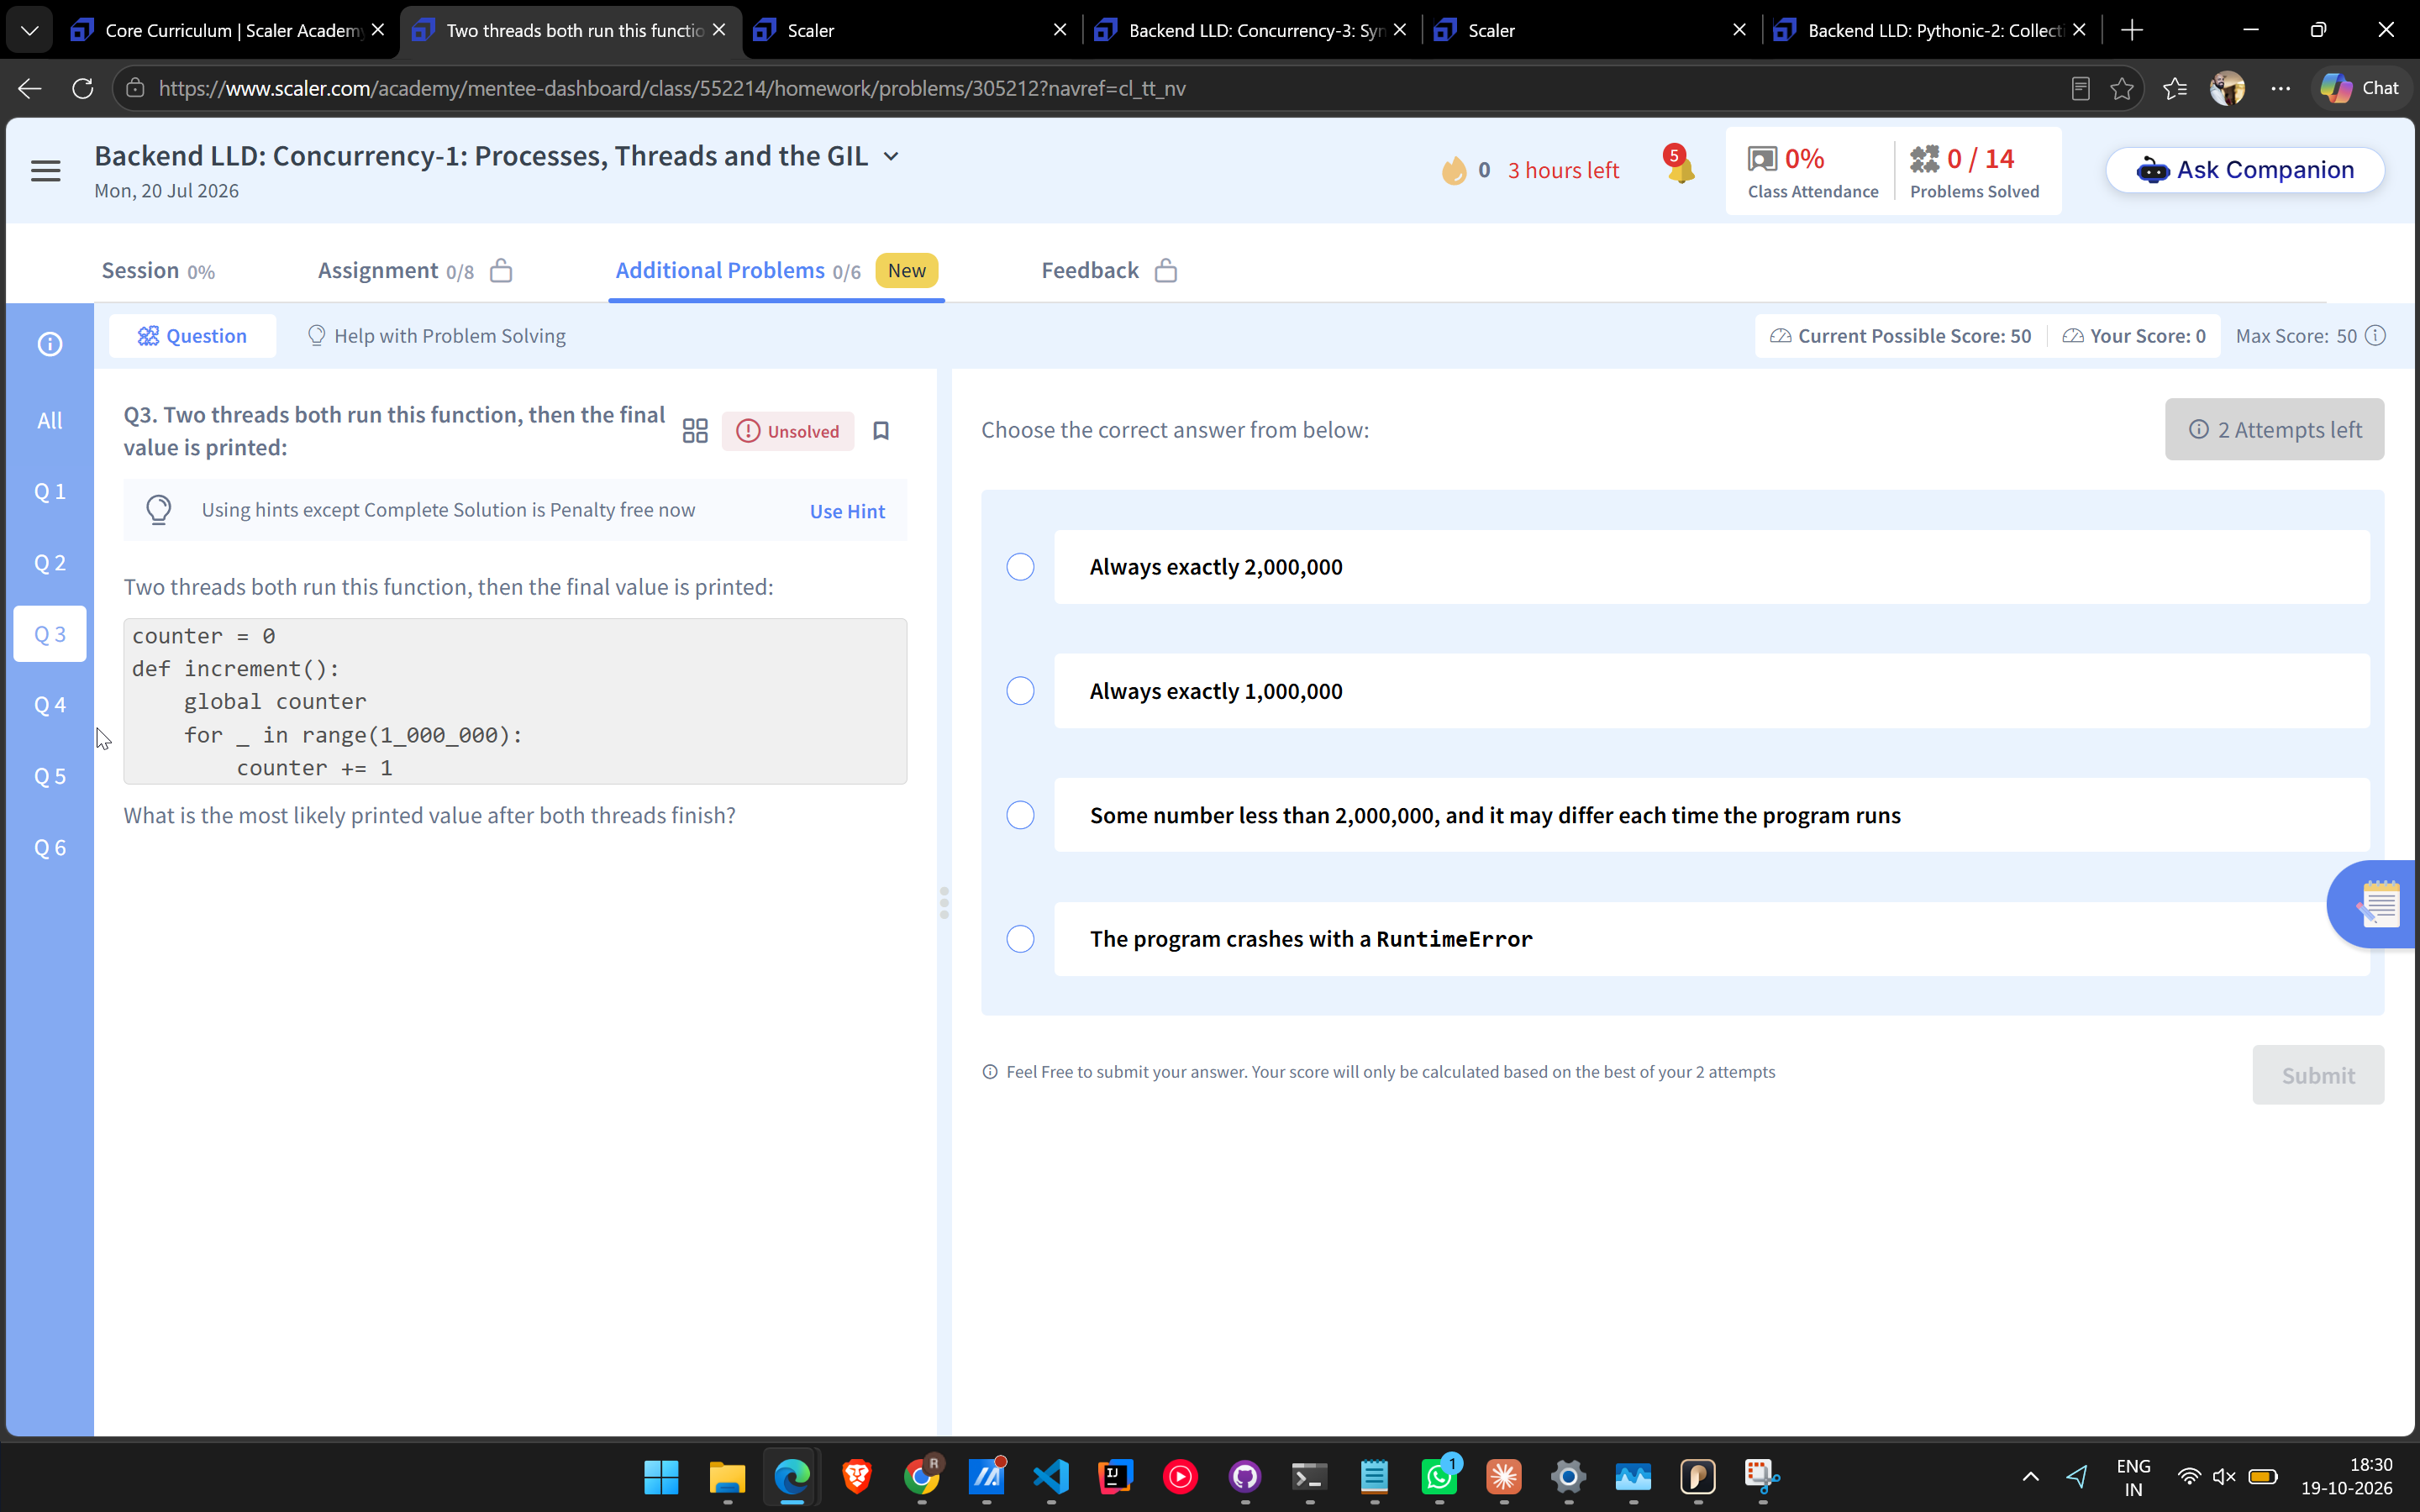 Core Curriculum | Scaler Academ
Two threads both run this functio
Scaler
Backend LLD: Concurrency-3: Syn
Scaler
Backend LLD: Pythonic-2: Collecti
https://www.scaler.com/academy/mentee-dashboard/class/552214/homework/problems/305212?navref=cl_tt_nv
Chat
Backend LLD: Concurrency-1: Processes, Threads and the GIL
Mon, 20 Jul 2026
0 3 hours left
5
0%
Class Attendance
0 / 14
Problems Solved
Ask Companion
Session 0%
Assignment 0/8
Additional Problems 0/6 New
Feedback
Question
Help with Problem Solving
Current Possible Score: 50
Your Score: 0
Max Score: 50
All
Q 1
Q 2
Q 3
Q 4
Q 5
Q 6
Q3. Two threads both run this function, then the final
value is printed:
Unsolved
Using hints except Complete Solution is Penalty free now
Use Hint
Two threads both run this function, then the final value is printed:
counter = 0
def increment():
    global counter
    for _ in range(1_000_000):
        counter += 1
What is the most likely printed value after both threads finish?
Choose the correct answer from below:
2 Attempts left
Always exactly 2,000,000
Always exactly 1,000,000
Some number less than 2,000,000, and it may differ each time the program runs
The program crashes with a RuntimeError
Feel Free to submit your answer. Your score will only be calculated based on the best of your 2 attempts
Submit
R
IJ
1
ENG
IN
18:30
19-10-2026